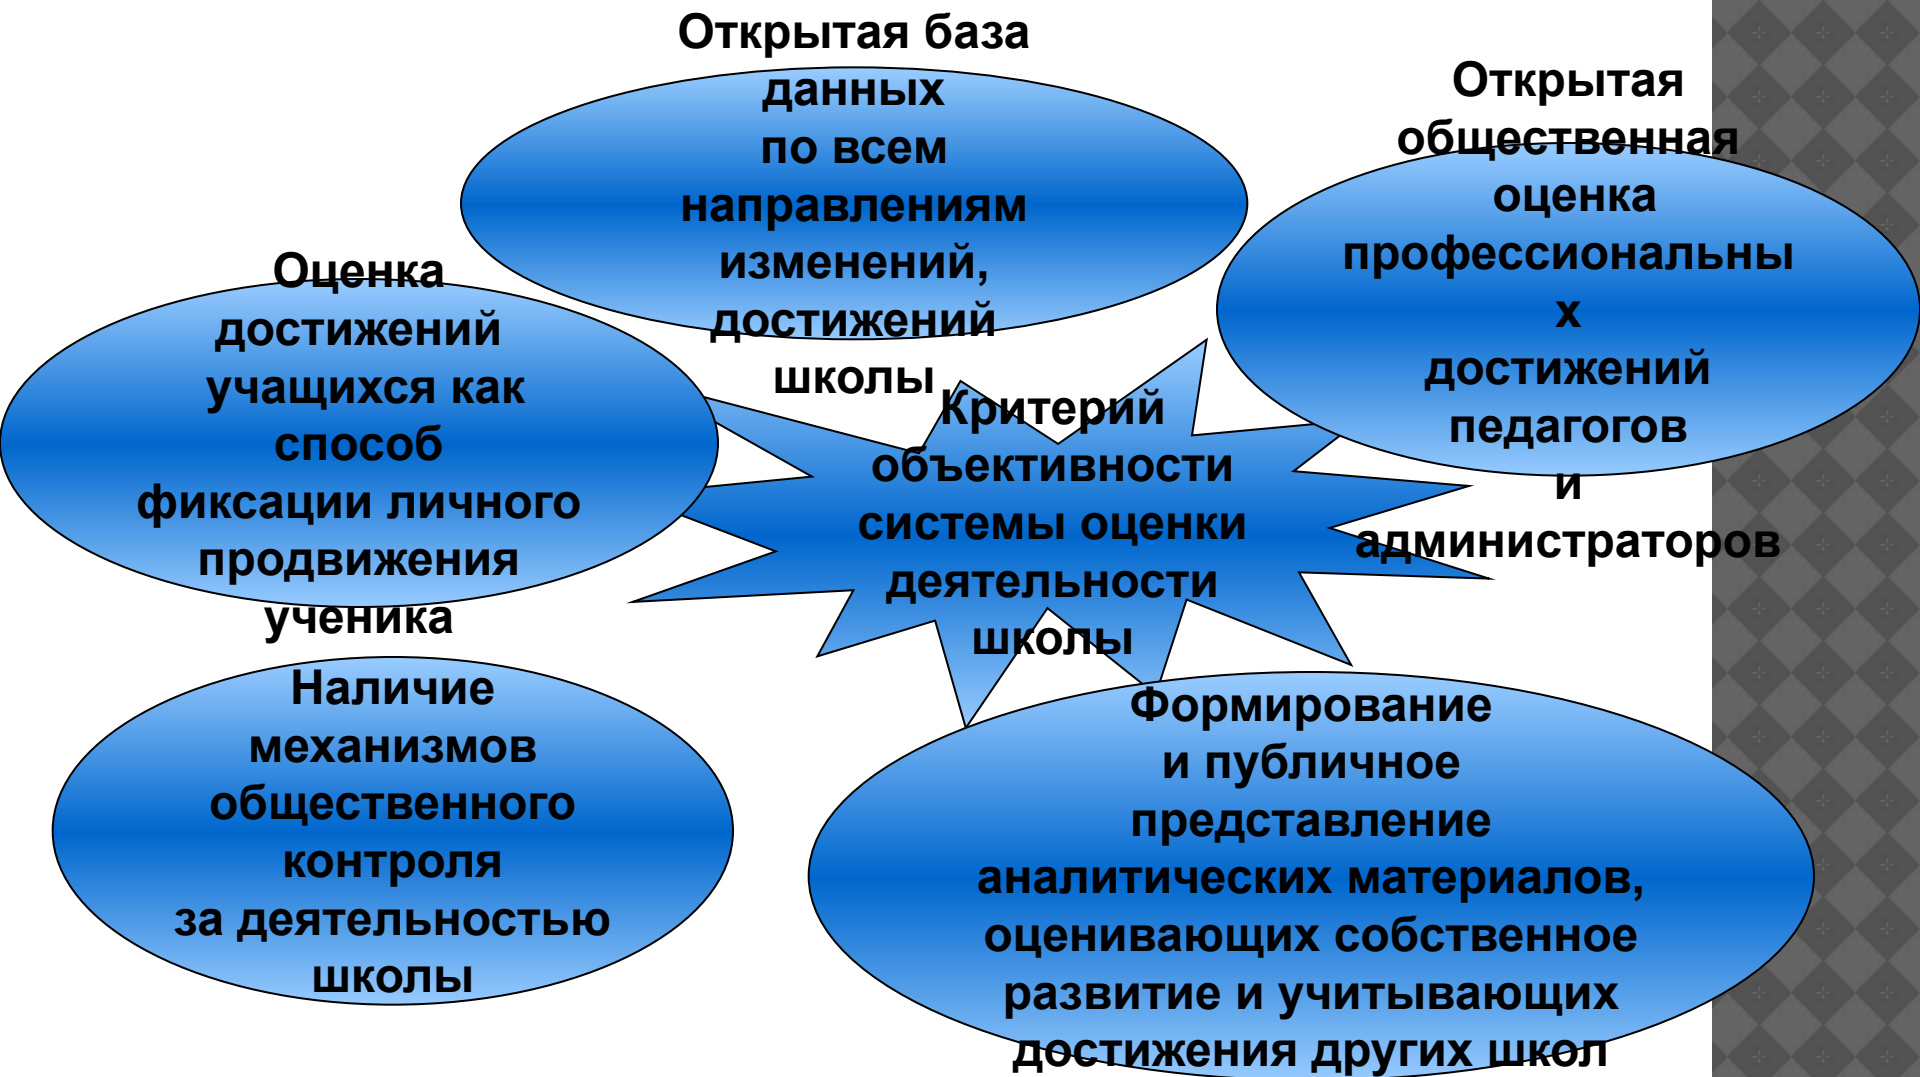 Открытая база
данных
по всем
направлениям
изменений,
достижений
школы
Открытая
общественная
оценка
профессиональны
х
достижений
педагогов
и
администраторов
Оценка
достижений
учащихся как
способ
фиксации личного
продвижения
ученика
Критерий
объективности
системы оценки
деятельности
школы
Наличие
механизмов
общественного
контроля
за деятельностью
школы
Формирование
и публичное
представление
аналитических материалов,
оценивающих собственное
развитие и учитывающих
достижения других школ